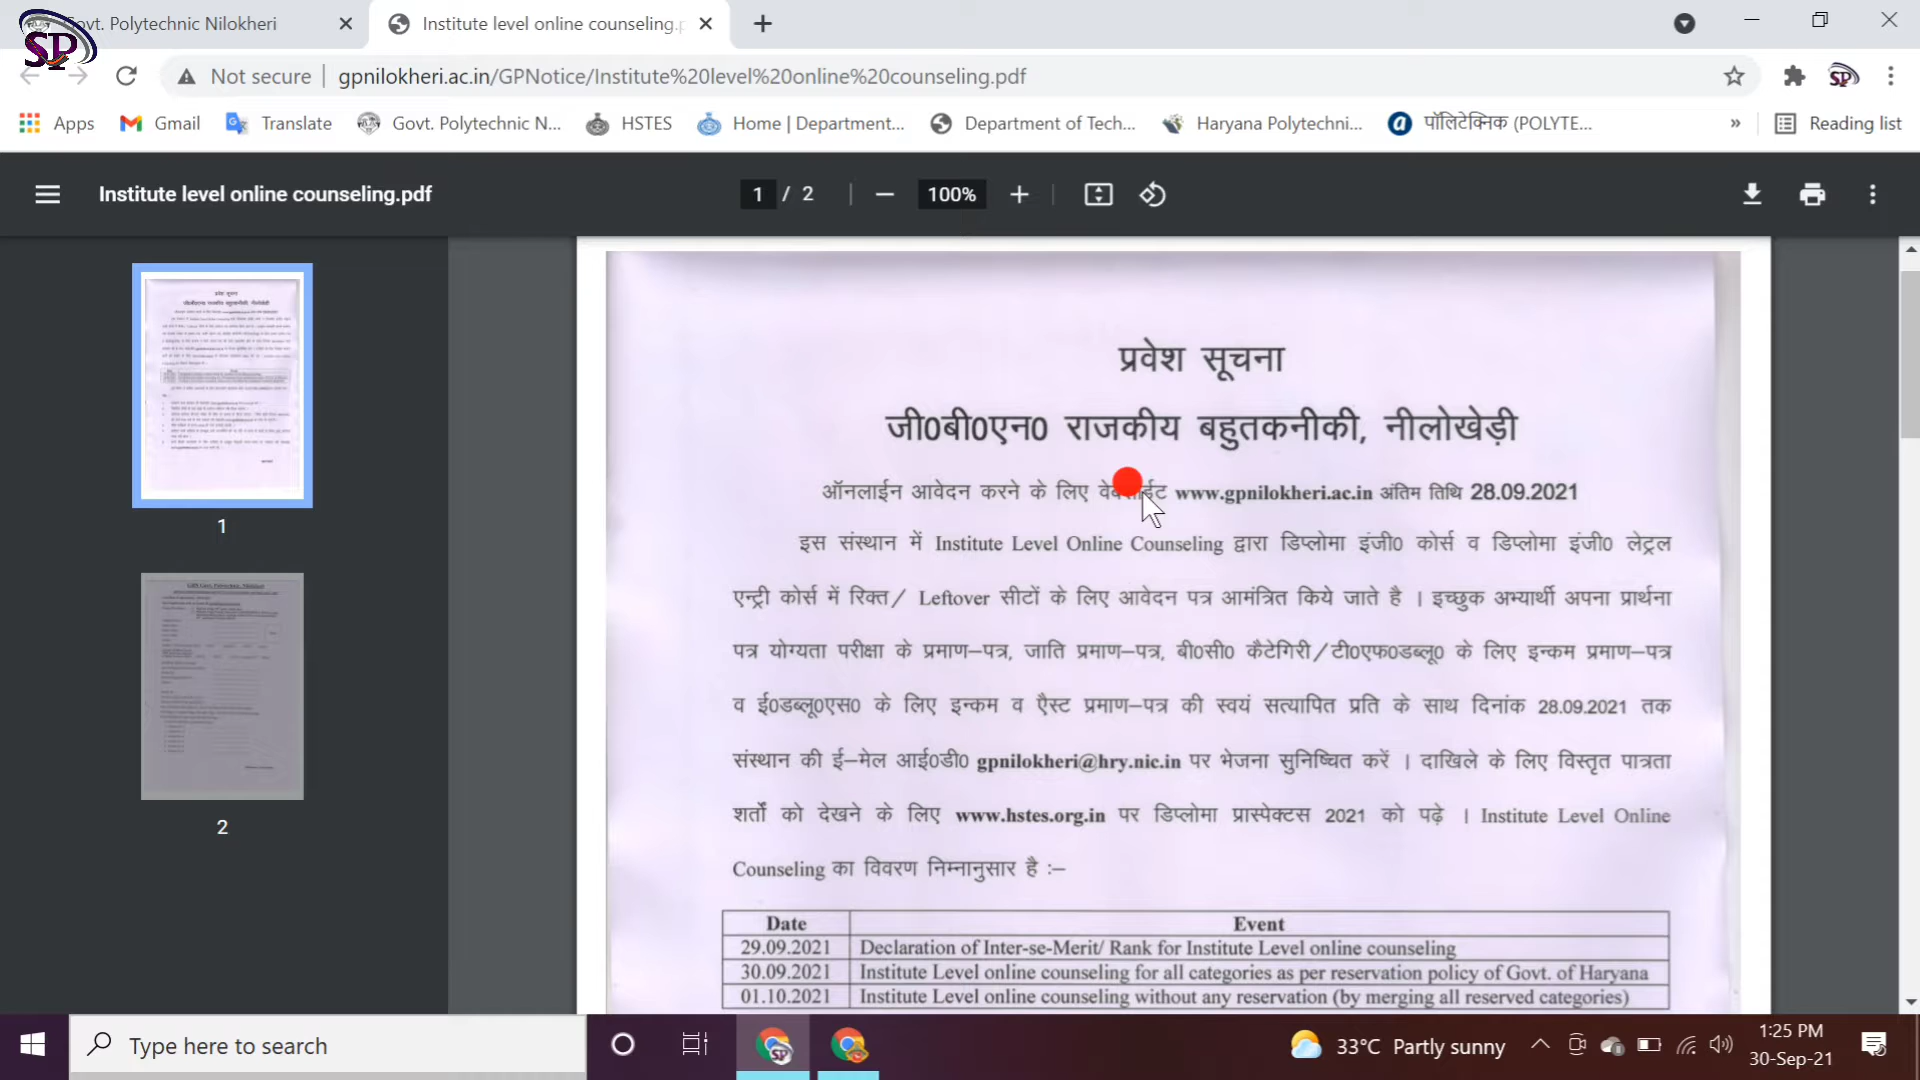 SP
Govt. Polytechnic Nilokheri
Institute level online counseling.p
Not secure | gpnilokheri.ac.in/GPNotice/Institute%20level%20online%20counseling.pdf
SP
Apps Gmail Translate Govt. Polytechnic N... HSTES Home | Department... Department of Tech... Haryana Polytechni... पॉलिटेक्निक (POLYTE... » Reading list
Institute level online counseling.pdf
1 / 2
100%
1
2
प्रवेश सूचना
जी0बी0एन0 राजकीय बहुतकनीकी, नीलोखेड़ी
ऑनलाईन आवेदन करने के लिए www.gpnilokheri.ac.in अंतिम तिथि 28.09.2021
इस संस्थान में Institute Level Online Counseling द्वारा डिप्लोमा इंजी0 कोर्स व डिप्लोमा इंजी0 लेट्रल
एन्ट्री कोर्स में रिक्त/ Leftover सीटों के लिए आवेदन पत्र आमंत्रित किये जाते है । इच्छुक अभ्यार्थी अपना प्रार्थना
पत्र योग्यता परीक्षा के प्रमाण–पत्र, जाति प्रमाण–पत्र, बी0सी0 कैटेगिरी/टी0एफ0डब्लू0 के लिए इन्कम प्रमाण–पत्र
व ई0डब्लू0एस0 के लिए इन्कम व ऐस्ट प्रमाण–पत्र की स्वयं सत्यापित प्रति के साथ दिनांक 28.09.2021 तक
संस्थान की ई–मेल आई0डी0 gpnilokheri@hry.nic.in पर भेजना सुनिष्चित करें । दाखिले के लिए विस्तृत पात्रता
शर्तों को देखने के लिए www.hstes.org.in पर डिप्लोमा प्रास्पेक्टस 2021 को पढ़े । Institute Level Online
Counseling का विवरण निम्नानुसार है :–
Date Event
29.09.2021 Declaration of Inter-se-Merit/ Rank for Institute Level online counseling
30.09.2021 Institute Level online counseling for all categories as per reservation policy of Govt. of Haryana
01.10.2021 Institute Level online counseling without any reservation (by merging all reserved categories)
Type here to search
33°C Partly sunny
1:25 PM
30-Sep-21